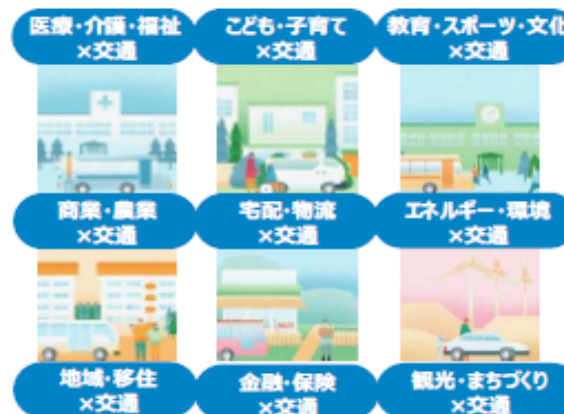 医療・介護・福祉
×交通
こども・子育て
×交通
教育・スポーツ・文化
×交通
商業・農業
×交通
宅配・物流
×交通
エネルギー・環境
×交通
地域・移住
×交通
金融・保険
×交通
観光・まちづくり
×交通